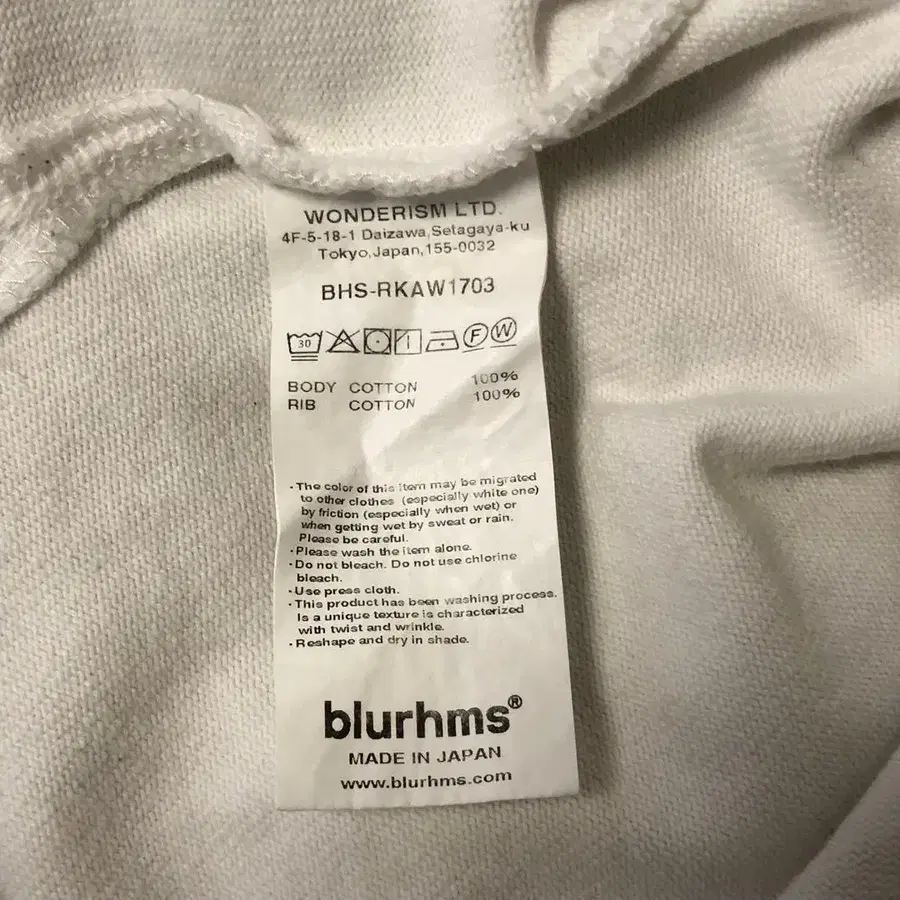 WONDERISM LTD.
4F-5-18-1 Daizawa,Setagaya-ku
Tokyo,Japan,155-0032
BHS-RKAW1703
30 F W
BODY COTTON 100%
RIB COTTON 100%
・The color of this item may be migrated
to other clothes (especially white one)
by friction (especially when wet) or
when getting wet by sweat or rain.
Please be careful.
・Please wash the item alone.
・Do not bleach. Do not use chlorine
bleach.
・Use press cloth.
・This product has been washing process.
Is a unique texture is characterized
with twist and wrinkle.
・Reshape and dry in shade.
blurhms®
MADE IN JAPAN
www.blurhms.com